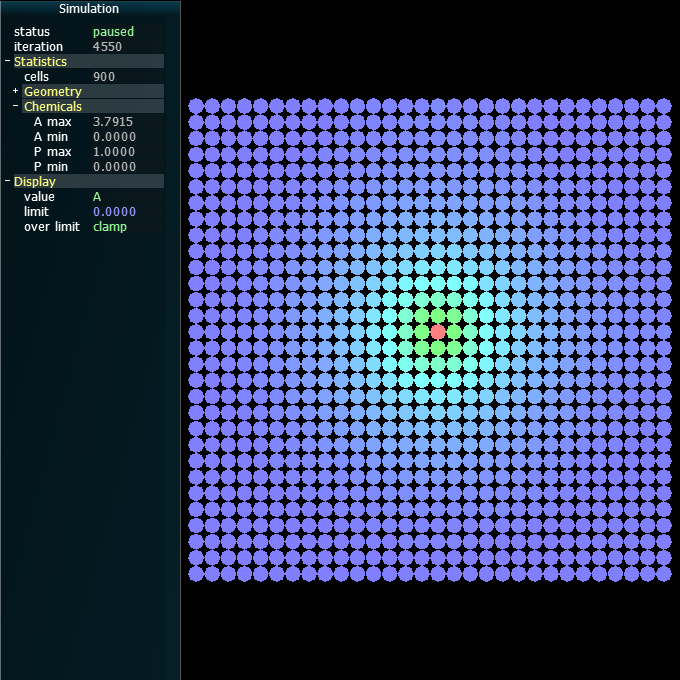 Simulation
status paused
iteration 4550
- Statistics
cells 900
+ Geometry
- Chemicals
A max 3.7915
A min 0.0000
P max 1.0000
P min 0.0000
- Display
value A
limit 0.0000
over limit clamp